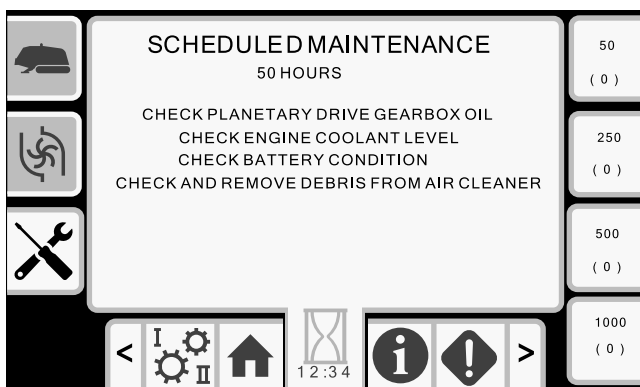 SCHEDULED MAINTENANCE
50 HOURS
CHECK PLANETARY DRIVE GEARBOX OIL
CHECK ENGINE COOLANT LEVEL
CHECK BATTERY CONDITION
CHECK AND REMOVE DEBRIS FROM AIR CLEANER
50
(0)
250
(0)
500
(0)
1000
(0)
<
I
II
12:34
i
!
>